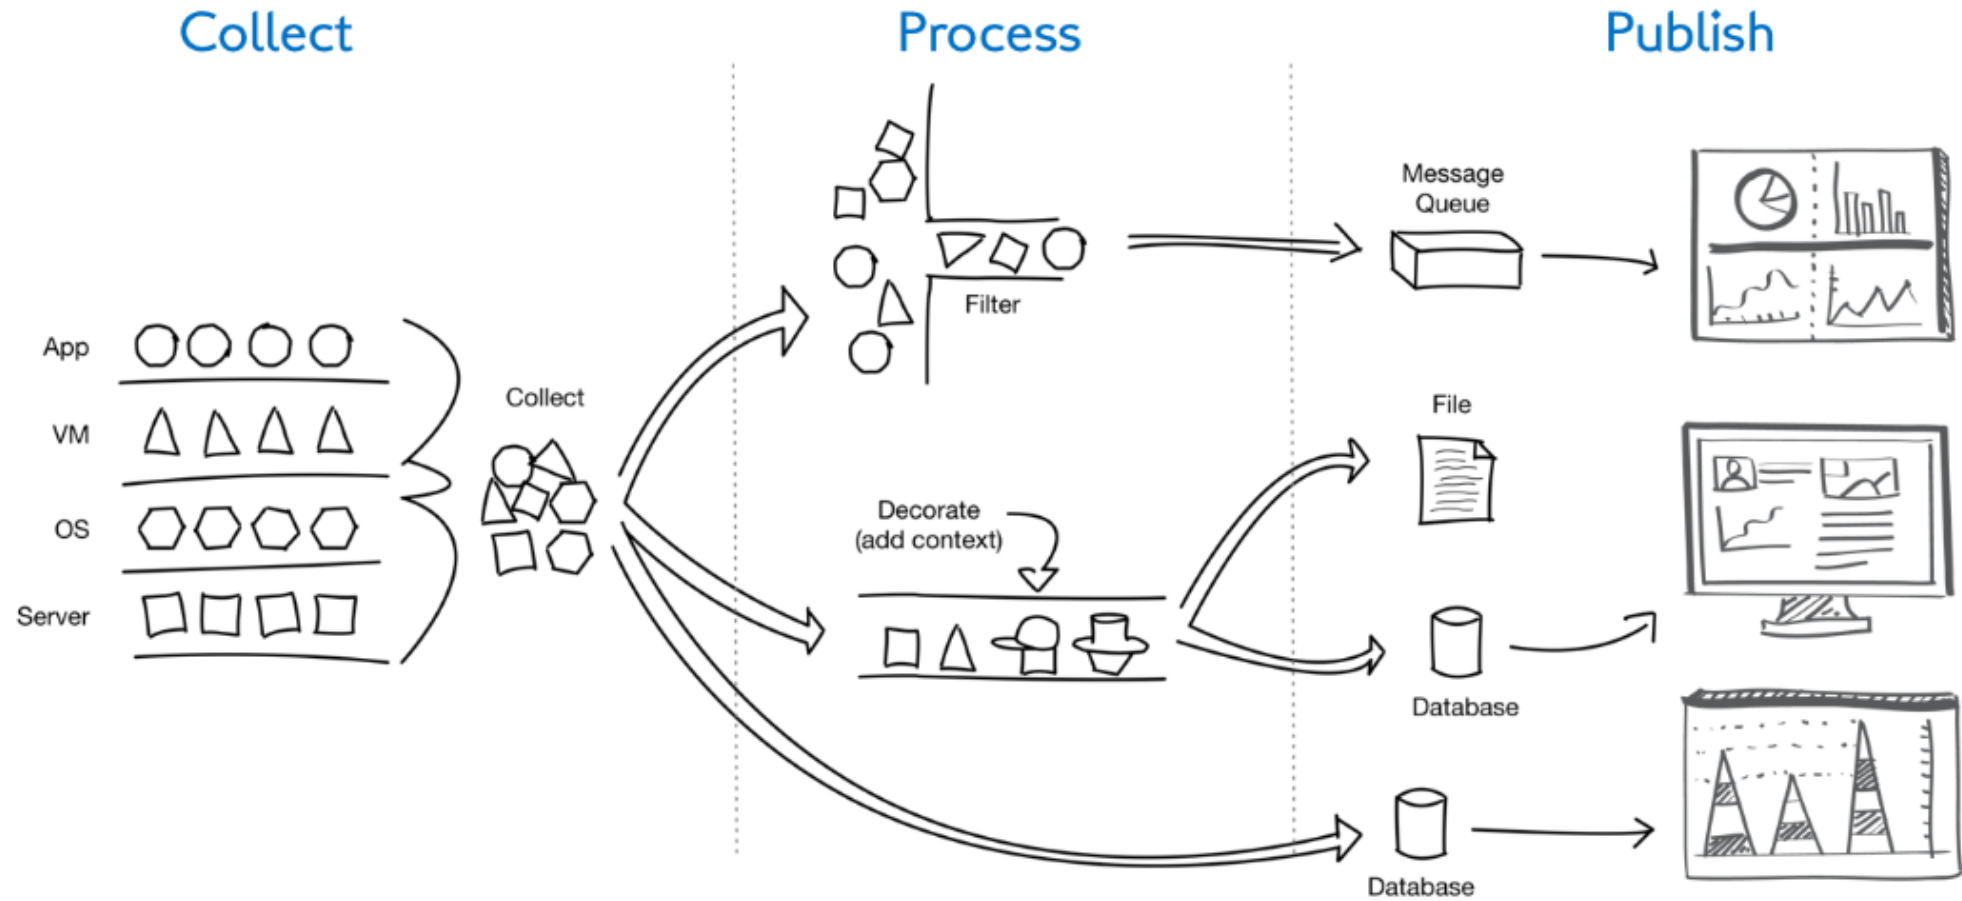 Collect
Process
Publish
App
VM
OS
Server
Collect
Filter
Decorate
(add context)
Message
Queue
File
Database
Database